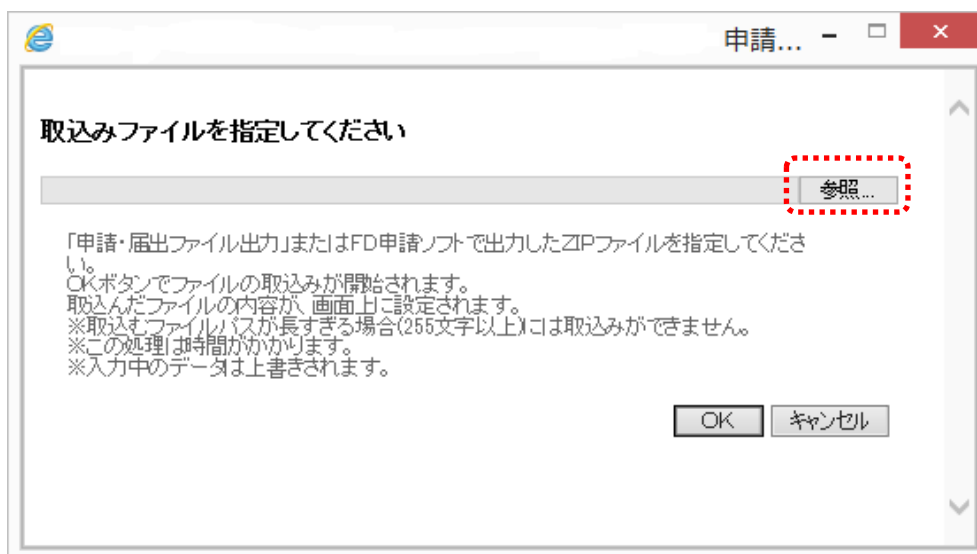 申請...
取込みファイルを指定してください
参照...
「申請・届出ファイル出力」またはFD申請ソフトで出力したZIPファイルを指定してくださ
い。
OKボタンでファイルの取込みが開始されます。
取込んだファイルの内容が、画面上に設定されます。
※取込むファイルパスが長すぎる場合(255文字以上)には取込みができません。
※この処理は時間がかかります。
※入力中のデータは上書きされます。
OK キャンセル